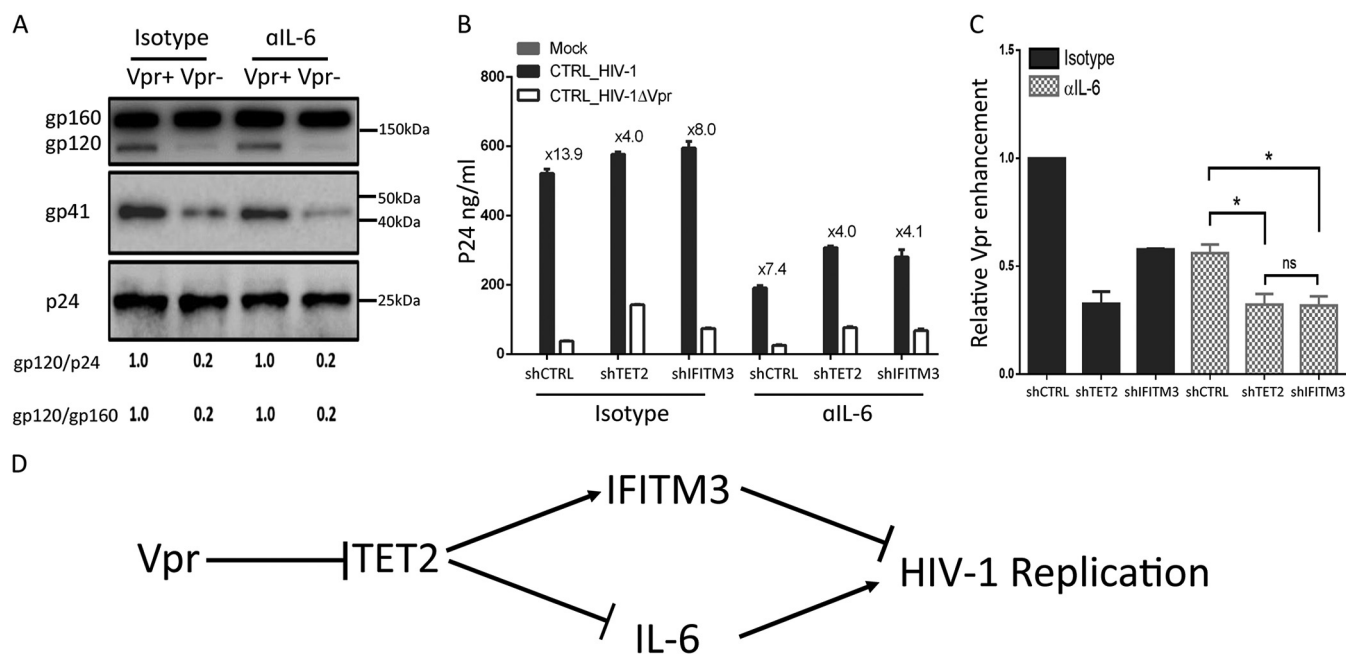 A
Isotype αIL-6
Vpr+ Vpr- Vpr+ Vpr-
gp160
gp120
150kDa
gp41
50kDa
40kDa
p24
25kDa
gp120/p24 1.0 0.2 1.0 0.2
gp120/gp160 1.0 0.2 1.0 0.2
B
Mock
CTRL_HIV-1
CTRL_HIV-1ΔVpr
P24 ng/ml
800
600
400
200
0
x13.9 x4.0 x8.0 x7.4 x4.0 x4.1
shCTRL shTET2 shIFITM3 shCTRL shTET2 shIFITM3
Isotype αIL-6
C
Isotype
αIL-6
Relative Vpr enhancement
1.5
1.0
0.5
0.0
*
*
ns
shCTRL shTET2 shIFITM3 shCTRL shTET2 shIFITM3
D
IFITM3
Vpr TET2 HIV-1 Replication
IL-6